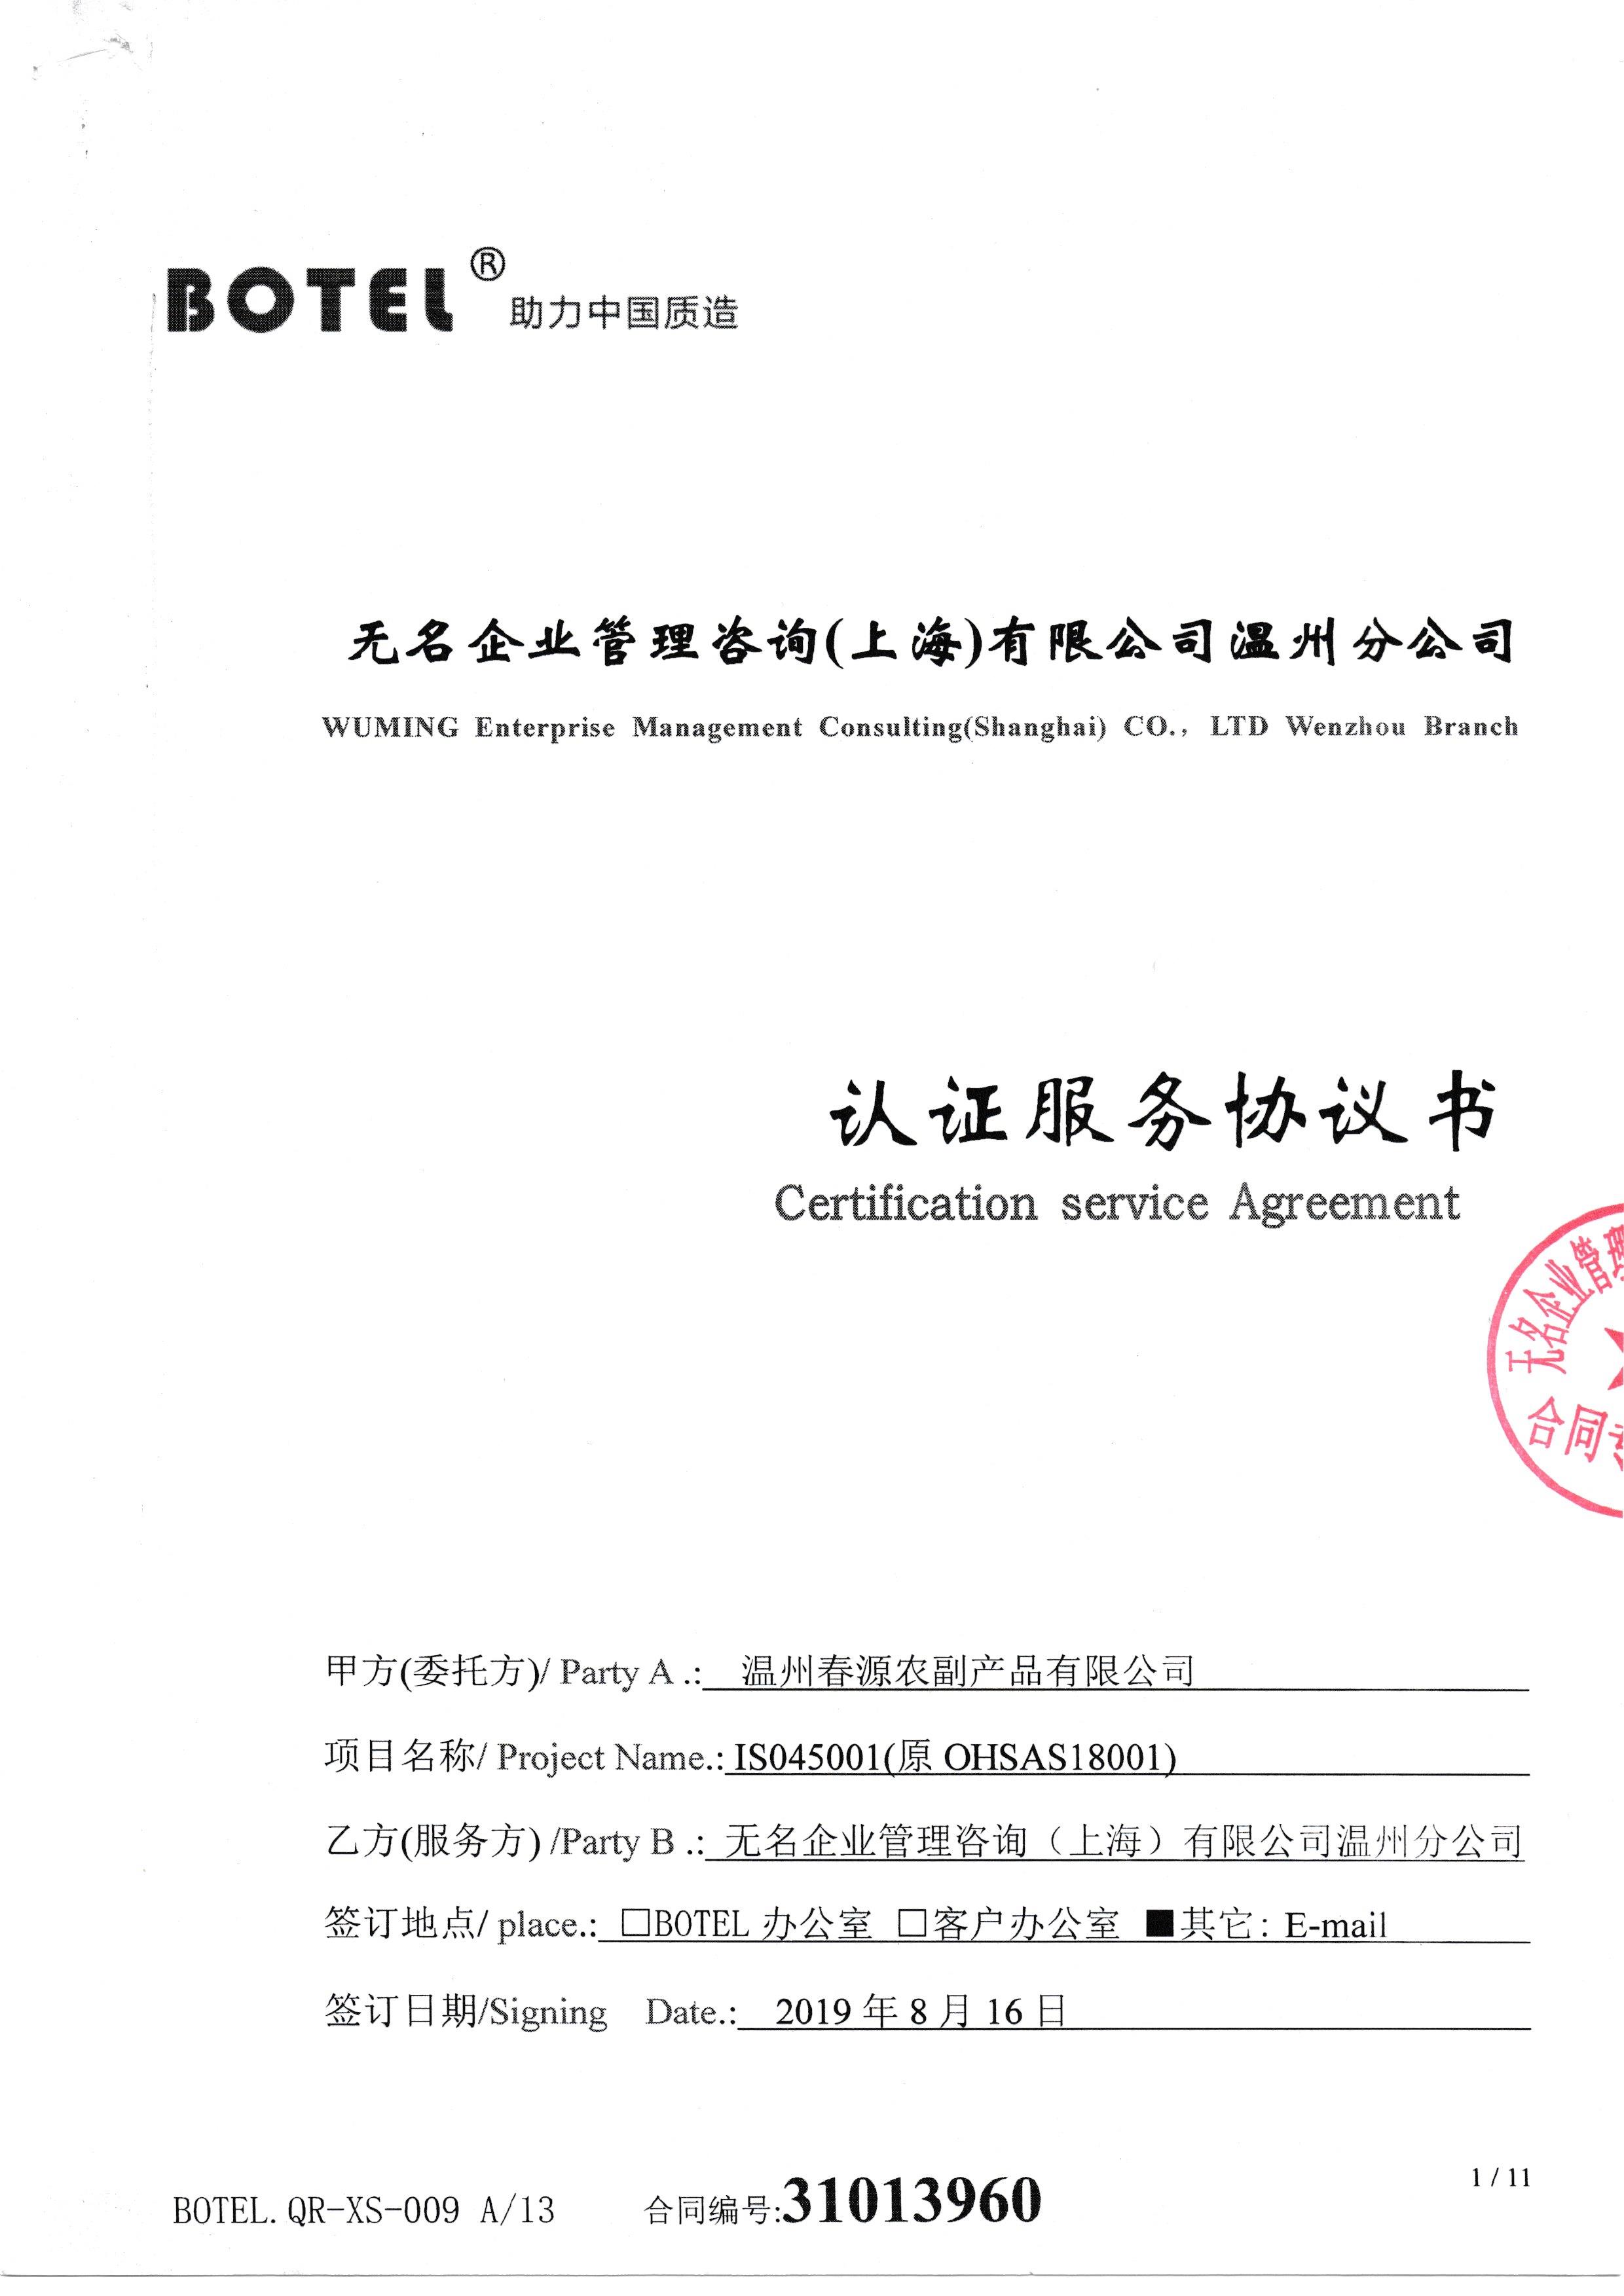 BOTEL®助力中国质造
无名企业管理咨询(上海)有限公司温州分公司
WUMING Enterprise Management Consulting(Shanghai) CO., LTD Wenzhou Branch
认证服务协议书
Certification service Agreement
无名企业管理
合同
甲方(委托方)/ Party A .: 温州春源农副产品有限公司
项目名称/ Project Name.: IS045001(原 OHSAS18001)
乙方(服务方) /Party B .: 无名企业管理咨询（上海）有限公司温州分公司
签订地点/ place.: □BOTEL 办公室 □客户办公室 ■其它: E-mail
签订日期/Signing Date.: 2019 年 8 月 16 日
1 / 11
BOTEL. QR-XS-009 A/13 合同编号:31013960